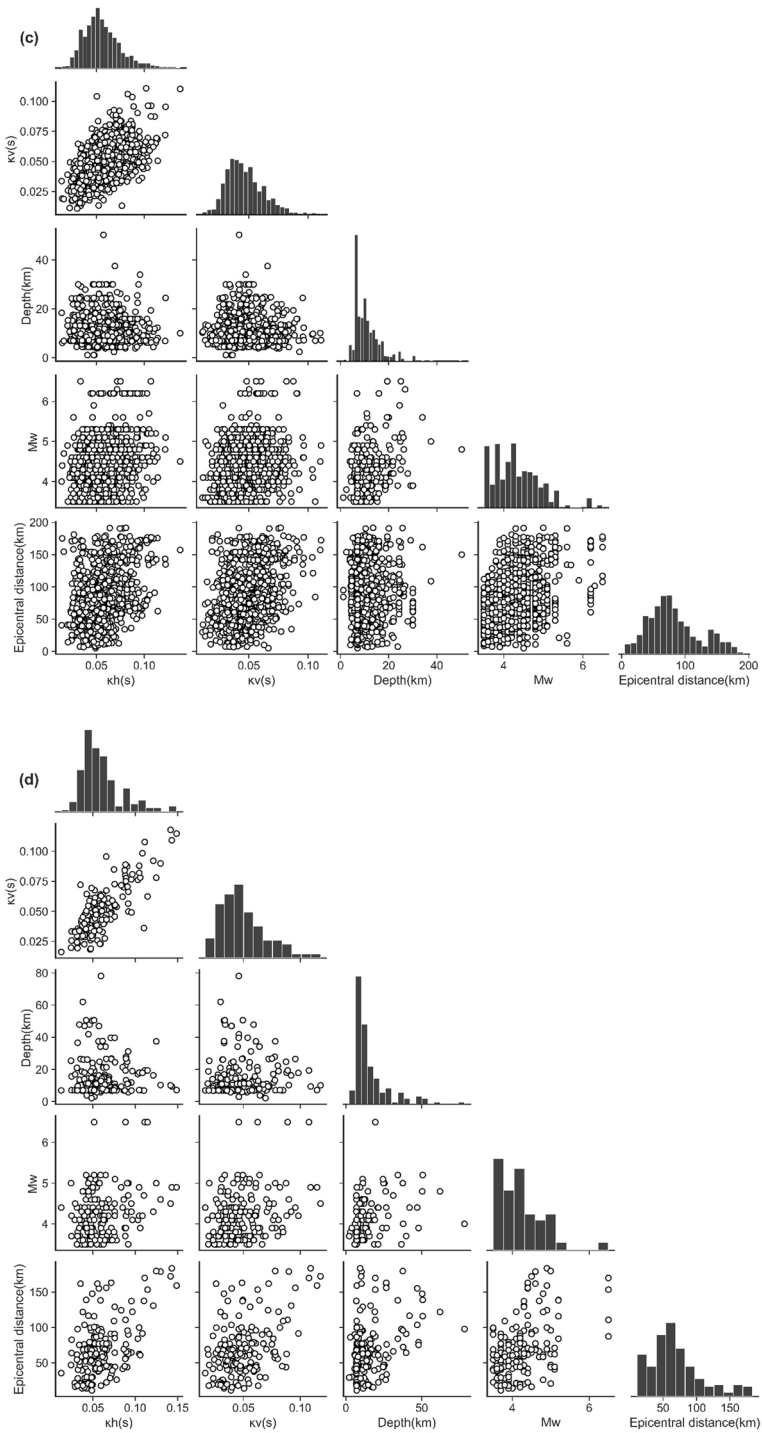 (c)
κv(s)
0.100
0.075
0.050
0.025
Depth(km)
40
20
0
Mw
6
5
4
Epicentral distance(km)
200
150
100
50
0
0.05 0.10 0.05 0.10 0 20 40 4 6 0 100 200
κh(s) κv(s) Depth(km) Mw Epicentral distance(km)
(d)
κv(s)
0.100
0.075
0.050
0.025
Depth(km)
80
60
40
20
0
Mw
6
5
4
Epicentral distance(km)
150
100
50
0.05 0.10 0.15 0.05 0.10 0 50 4 6 50 100 150
κh(s) κv(s) Depth(km) Mw Epicentral distance(km)